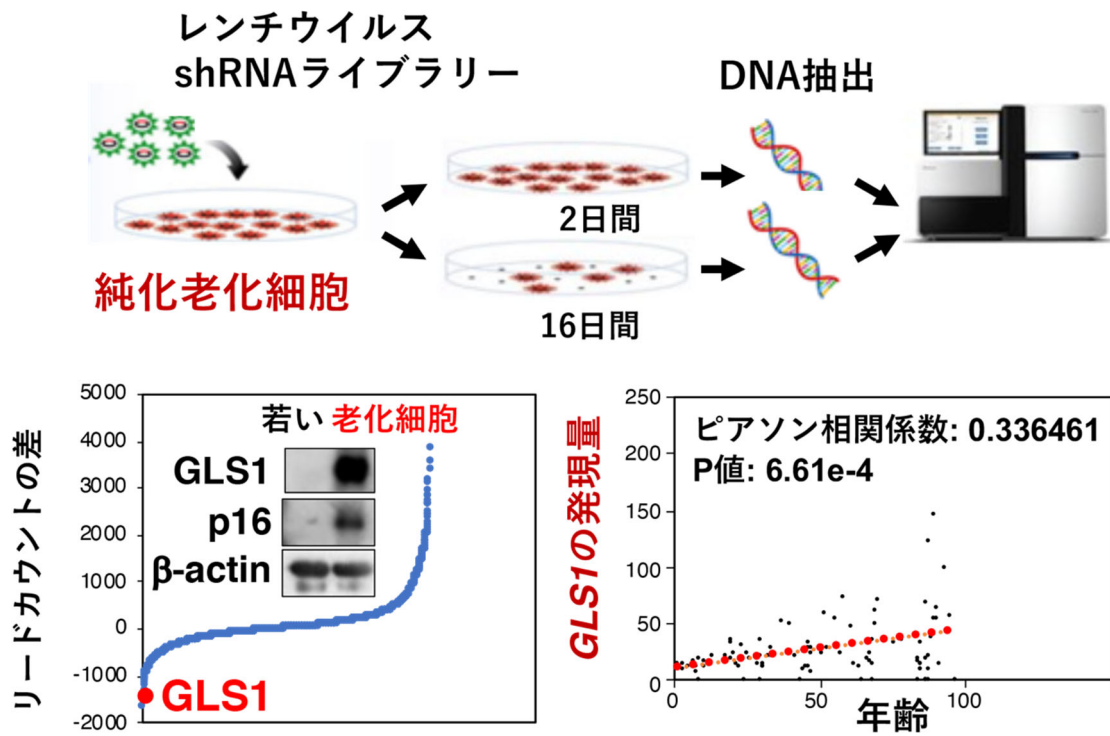 レンチウイルス
shRNAライブラリー
DNA抽出
2日間
純化老化細胞
16日間
リードカウントの差
5000
4000
3000
2000
1000
0
-1000
-2000
若い 老化細胞
GLS1
p16
β-actin
GLS1
GLS1の発現量
250
200
150
100
50
0
ピアソン相関係数: 0.336461
P値: 6.61e-4
0
50
100
150
年齢